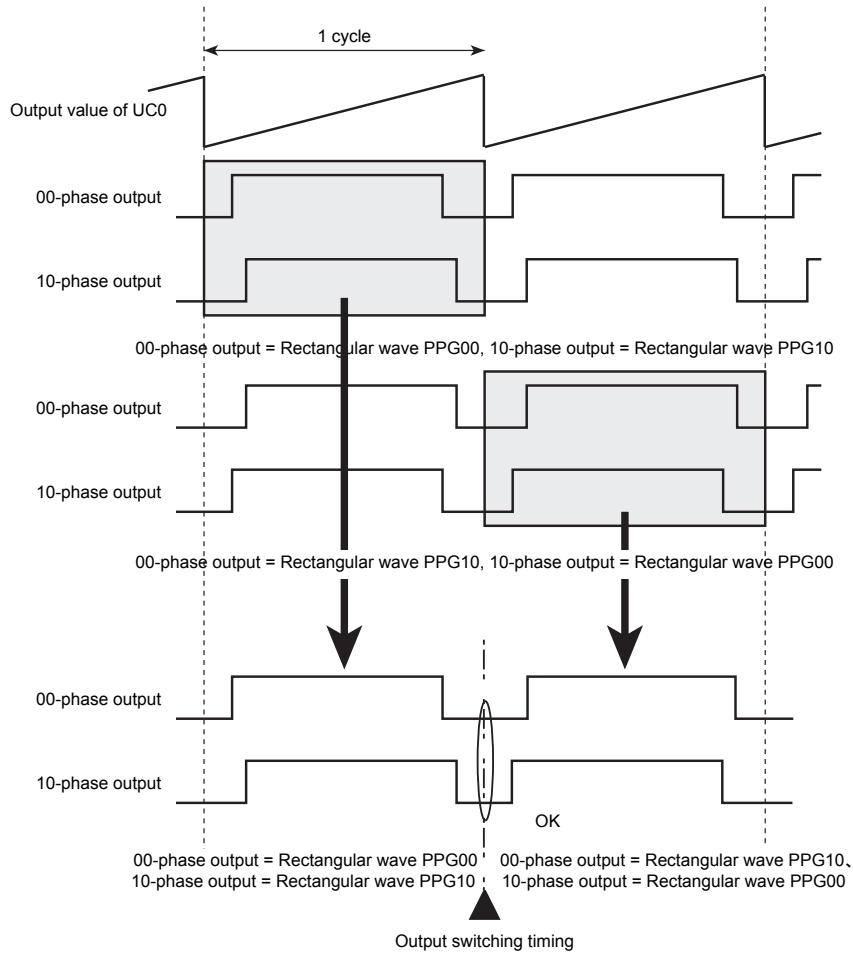 1 cycle
Output value of UC0
00-phase output
10-phase output
00-phase output = Rectangular wave PPG00, 10-phase output = Rectangular wave PPG10
00-phase output
10-phase output
00-phase output = Rectangular wave PPG10, 10-phase output = Rectangular wave PPG00
00-phase output
10-phase output
OK
00-phase output = Rectangular wave PPG00
10-phase output = Rectangular wave PPG10
00-phase output = Rectangular wave PPG10、
10-phase output = Rectangular wave PPG00
Output switching timing